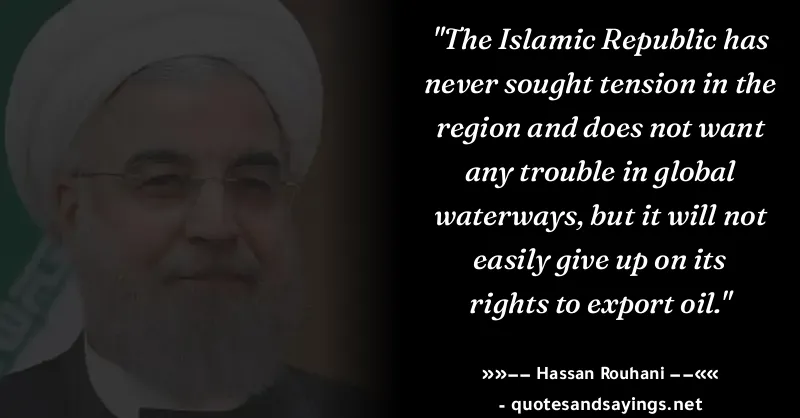 "The Islamic Republic has
never sought tension in the
region and does not want
any trouble in global
waterways, but it will not
easily give up on its
rights to export oil."
»»−− Hassan Rouhani −−««
- quotesandsayings.net